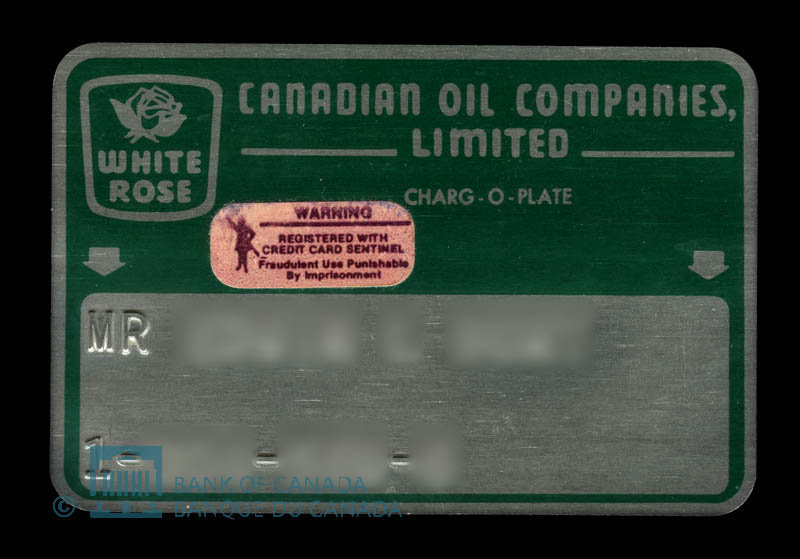 WHITE
ROSE
CANADIAN OIL COMPANIES,
LIMITED
CHARG-O-PLATE
WARNING
REGISTERED WITH
CREDIT CARD SENTINEL
Fraudulent Use Punishable
By Imprisonment
MR
1- - -
© BANK OF CANADA
BANQUE DU CANADA